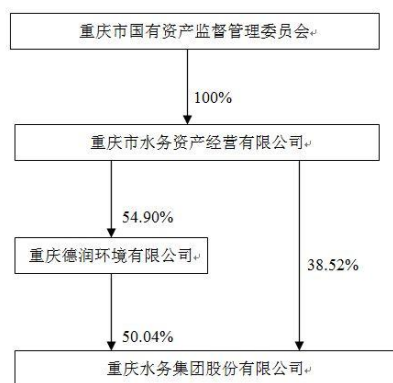 重庆市国有资产监督管理委员会
100%
重庆市水务资产经营有限公司
54.90%
重庆德润环境有限公司
38.52%
50.04%
重庆水务集团股份有限公司